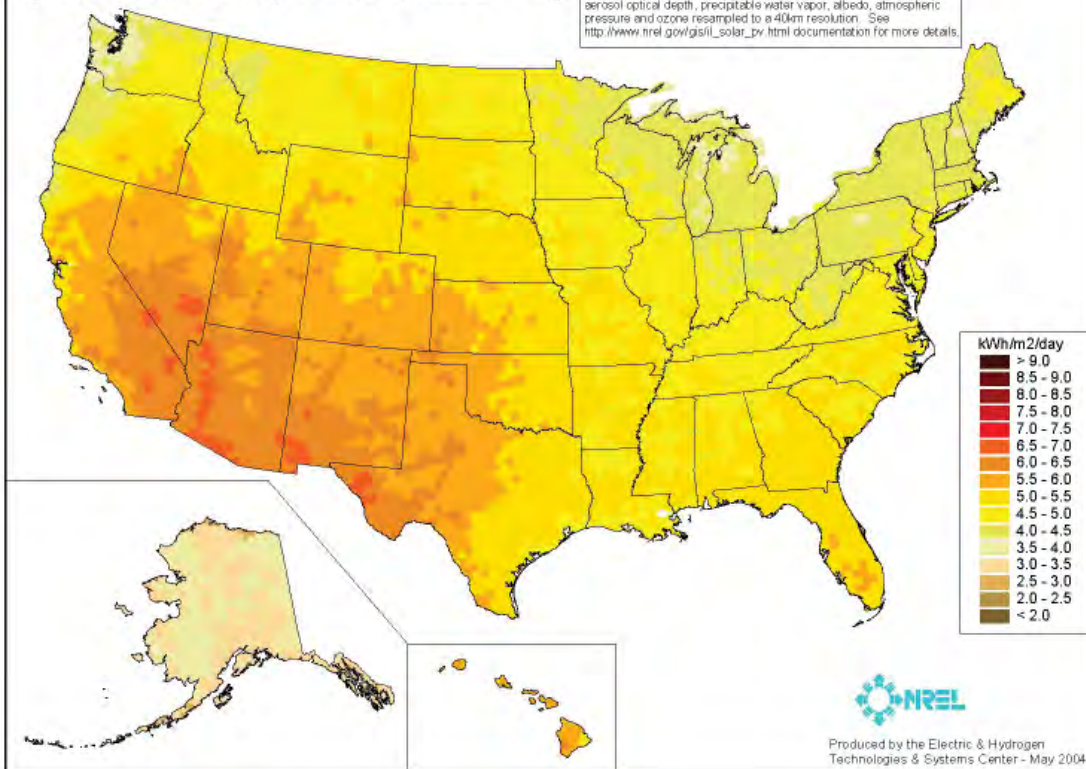 aerosol optical depth, precipitable water vapor, albedo, atmospheric
pressure and ozone resampled to a 40km resolution. See
http://www.nrel.gov/gis/il_solar_pv.html documentation for more details.
kWh/m2/day
> 9.0
8.5 - 9.0
8.0 - 8.5
7.5 - 8.0
7.0 - 7.5
6.5 - 7.0
6.0 - 6.5
5.5 - 6.0
5.0 - 5.5
4.5 - 5.0
4.0 - 4.5
3.5 - 4.0
3.0 - 3.5
2.5 - 3.0
2.0 - 2.5
< 2.0
NREL
Produced by the Electric & Hydrogen
Technologies & Systems Center - May 2004